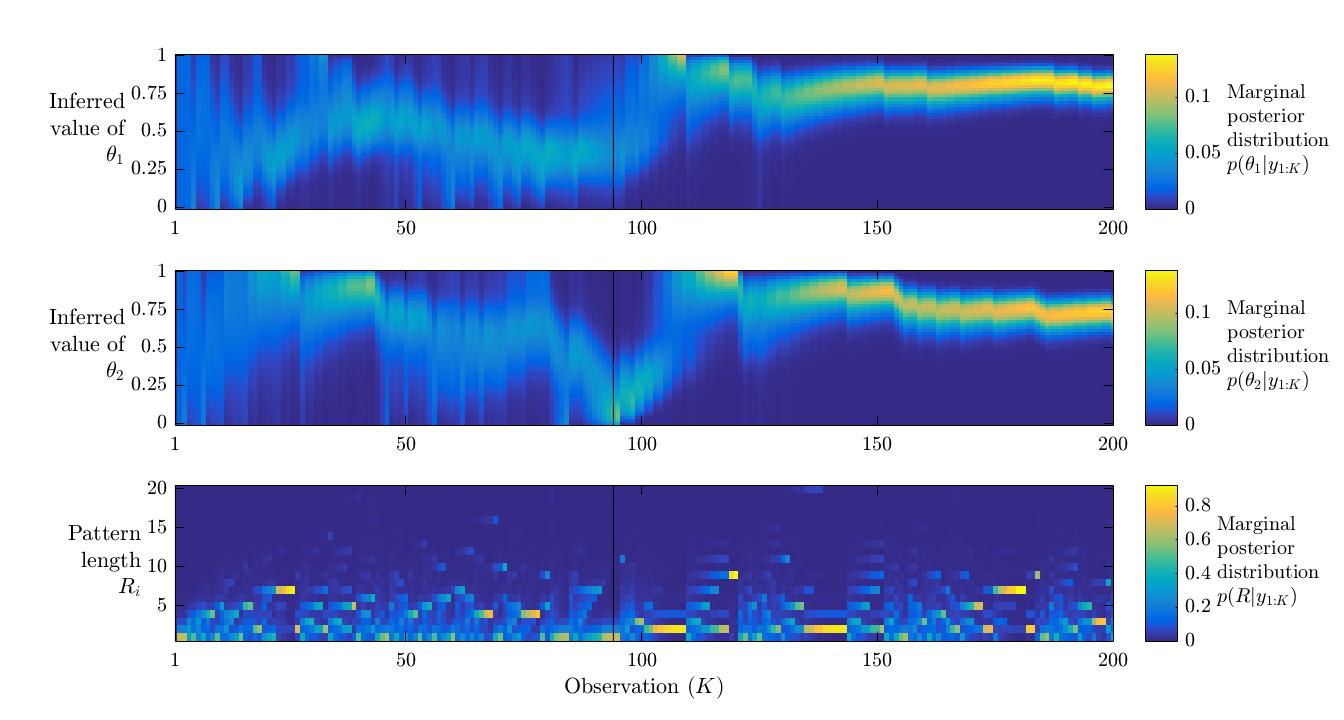 1
0.75
0.5
0.25
0
Inferred
value of
θ₁
1 50 100 150 200
0.1
0.05
0
Marginal
posterior
distribution
p(θ₁|y₁:K)
1
0.75
0.5
0.25
0
Inferred
value of
θ₂
1 50 100 150 200
0.1
0.05
0
Marginal
posterior
distribution
p(θ₂|y₁:K)
20
15
10
5
Pattern
length
Rᵢ
1 50 100 150 200
Observation (K)
0.8
0.6
0.4
0.2
0
Marginal
posterior
distribution
p(R|y₁:K)